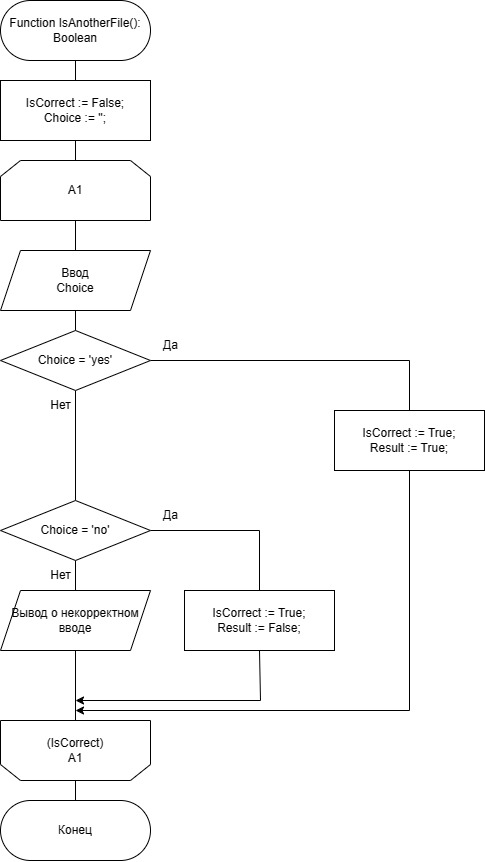 Function IsAnotherFile():
Boolean
IsCorrect := False;
Choice := '';
A1
Ввод
Choice
Choice = 'yes'
Да
Нет
IsCorrect := True;
Result := True;
Choice = 'no'
Да
Нет
Вывод о некорректном
вводе
IsCorrect := True;
Result := False;
(IsCorrect)
A1
Конец